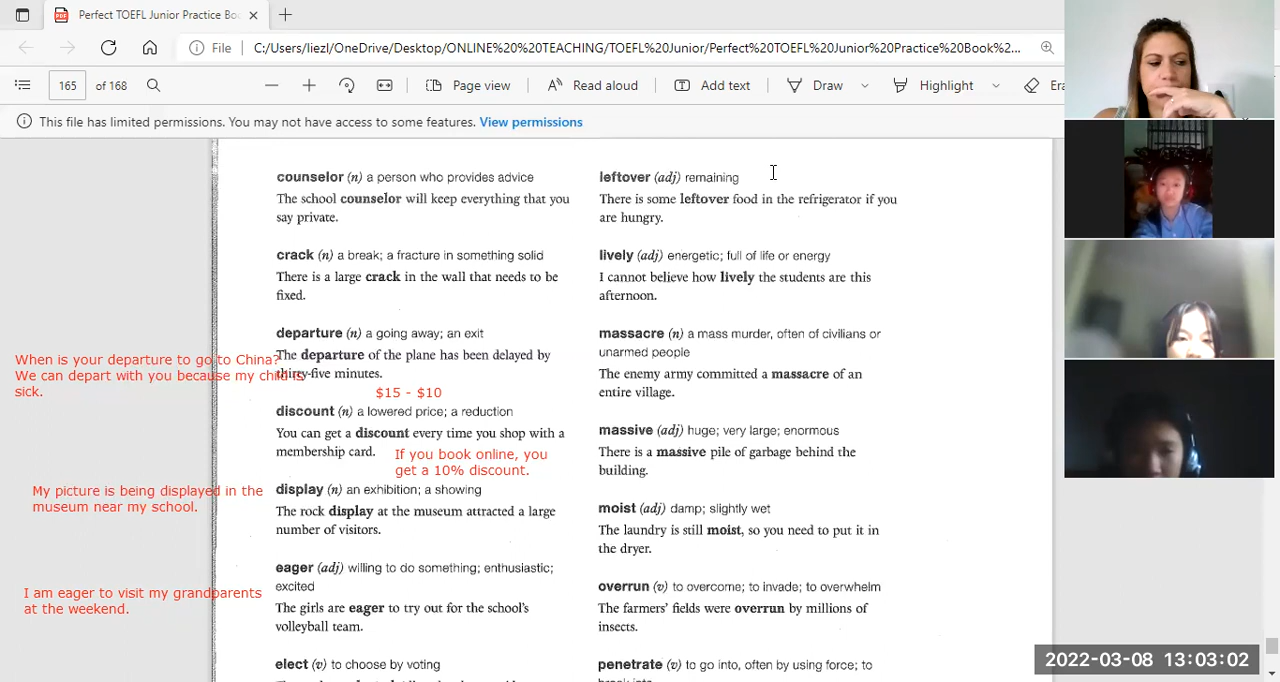 Perfect TOEFL Junior Practice Bo
File
C:/Users/liezl/OneDrive/Desktop/ONLINE%20%20TEACHING/TOEFL%20Junior/Perfect%20TOEFL%20Junior%20Practice%20Book%2...
165 of 168
Page view
Read aloud
Add text
Draw
Highlight
Era
This file has limited permissions. You may not have access to some features. View permissions
counselor (n) a person who provides advice
The school counselor will keep everything that you
say private.
crack (n) a break; a fracture in something solid
There is a large crack in the wall that needs to be
fixed.
departure (n) a going away; an exit
The departure of the plane has been delayed by
thirty-five minutes.
When is your departure to go to China?
We can depart with you because my child is
sick.
$15 - $10
discount (n) a lowered price; a reduction
You can get a discount every time you shop with a
membership card.
If you book online, you
get a 10% discount.
display (n) an exhibition; a showing
The rock display at the museum attracted a large
number of visitors.
My picture is being displayed in the
museum near my school.
eager (adj) willing to do something; enthusiastic;
excited
The girls are eager to try out for the school's
volleyball team.
I am eager to visit my grandparents
at the weekend.
elect (v) to choose by voting
leftover (adj) remaining
There is some leftover food in the refrigerator if you
are hungry.
lively (adj) energetic; full of life or energy
I cannot believe how lively the students are this
afternoon.
massacre (n) a mass murder, often of civilians or
unarmed people
The enemy army committed a massacre of an
entire village.
massive (adj) huge; very large; enormous
There is a massive pile of garbage behind the
building.
moist (adj) damp; slightly wet
The laundry is still moist, so you need to put it in
the dryer.
overrun (v) to overcome; to invade; to overwhelm
The farmers' fields were overrun by millions of
insects.
penetrate (v) to go into, often by using force; to
2022-03-08 13:03:02